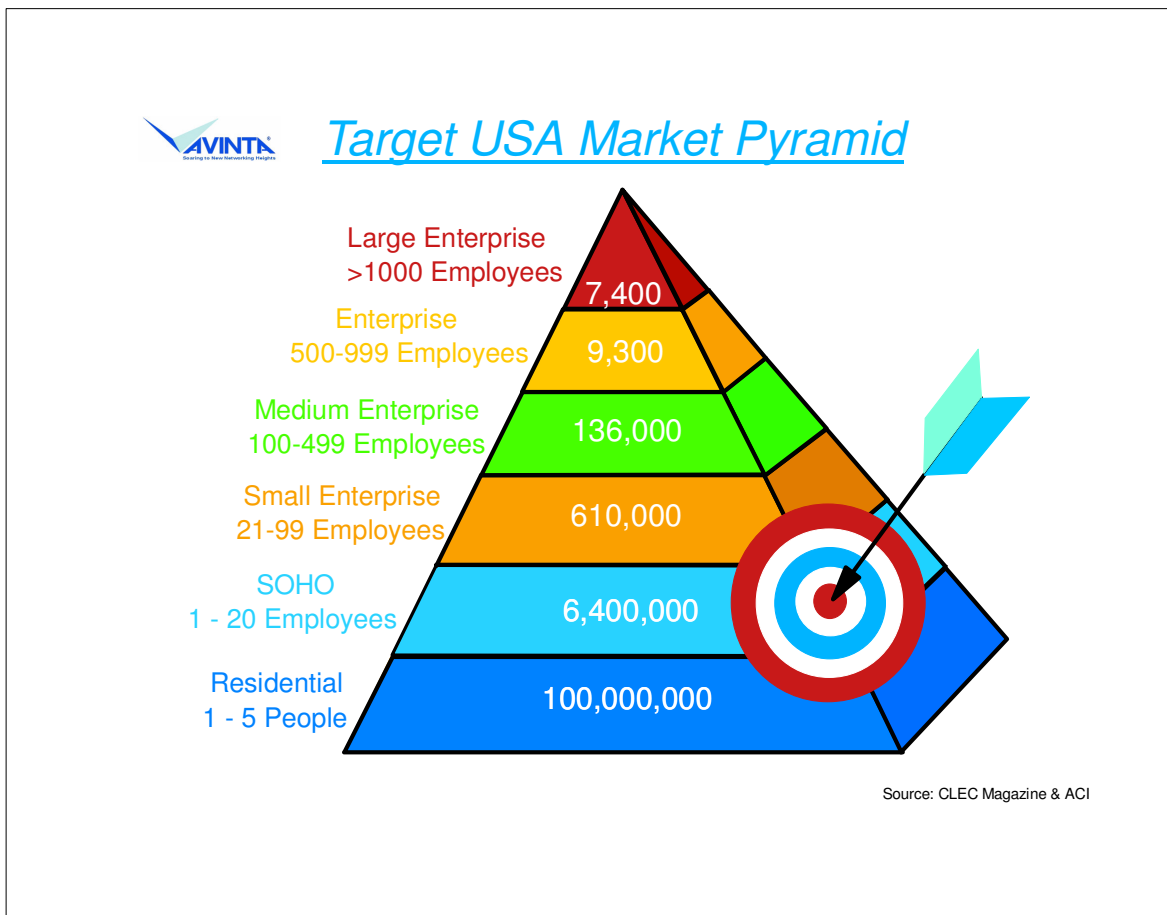 AVINTA®
Soaring to New Networking Heights
Target USA Market Pyramid
Large Enterprise
>1000 Employees
7,400
Enterprise
500-999 Employees
9,300
Medium Enterprise
100-499 Employees
136,000
Small Enterprise
21-99 Employees
610,000
SOHO
1 - 20 Employees
6,400,000
Residential
1 - 5 People
100,000,000
Source: CLEC Magazine & ACI